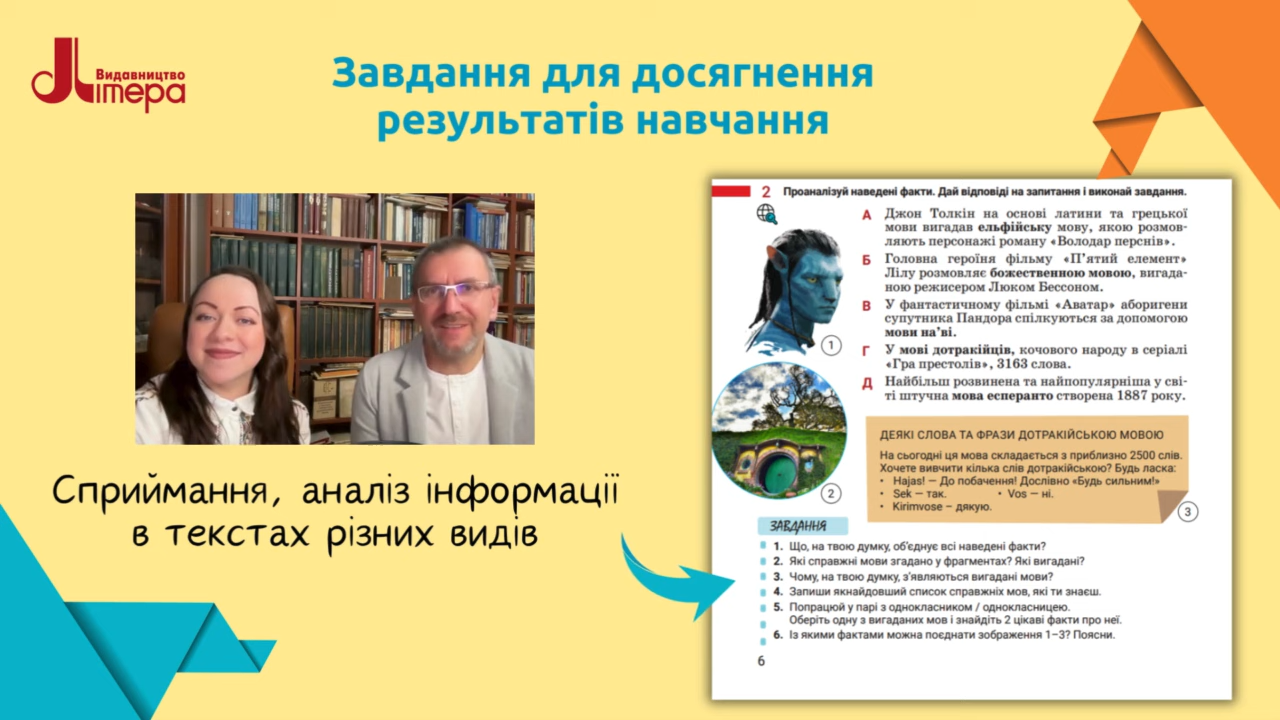 Видавництво
Літера
Завдання для досягнення
результатів навчання
Сприймання, аналіз інформації
в текстах різних видів
2 Проаналізуй наведені факти. Дай відповіді на запитання і виконай завдання.
А Джон Толкін на основі латини та грецької
мови вигадав ельфійську мову, якою розмов-
ляють персонажі роману «Володар перснів».
Б Головна героїня фільму «П’ятий елемент»
Лілу розмовляє божественною мовою, вигада-
ною режисером Люком Бессоном.
В У фантастичному фільмі «Аватар» аборигени
супутника Пандора спілкуються за допомогою
мови на’ві.
1
Г У мові дотракійців, кочового народу в серіалі
«Гра престолів», 3163 слова.
Д Найбільш розвинена та найпопулярніша у сві-
ті штучна мова есперанто створена 1887 року.
2
ДЕЯКІ СЛОВА ТА ФРАЗИ ДОТРАКІЙСЬКОЮ МОВОЮ
На сьогодні ця мова складається з приблизно 2500 слів.
Хочете вивчити кілька слів дотракійською? Будь ласка:
• Hajas! — До побачення! Дослівно «Будь сильним!»
• Sek — так. • Vos — ні.
• Kirimvose – дякую.
3
ЗАВДАННЯ
1. Що, на твою думку, об’єднує всі наведені факти?
2. Які справжні мови згадано у фрагментах? Які вигадані?
3. Чому, на твою думку, з’являються вигадані мови?
4. Запиши якнайдовший список справжніх мов, які ти знаєш.
5. Попрацюй у парі з однокласником / однокласницею.
Оберіть одну з вигаданих мов і знайдіть 2 цікаві факти про неї.
6. Із якими фактами можна поєднати зображення 1–3? Поясни.
6